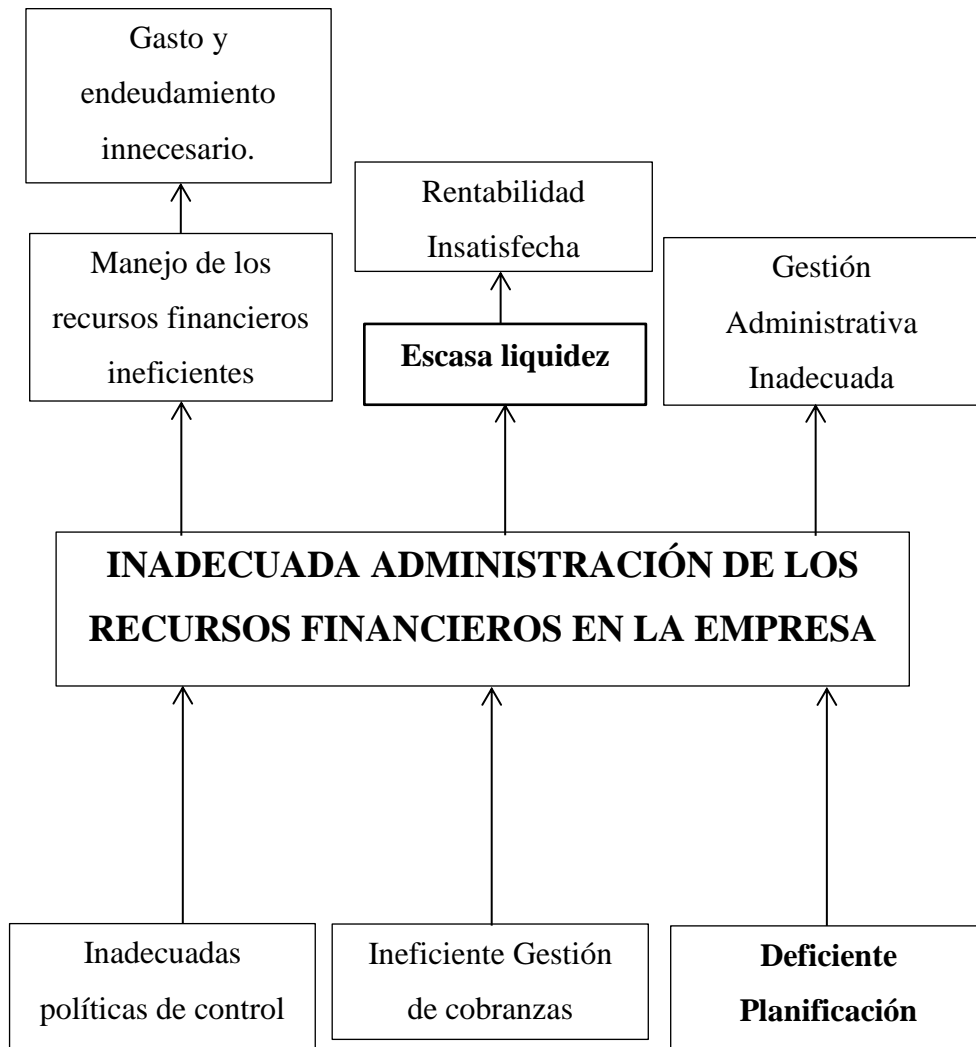 Gasto y
endeudamiento
innecesario.
Rentabilidad
Insatisfecha
Manejo de los
recursos financieros
ineficientes
Escasa liquidez
Gestión
Administrativa
Inadecuada
INADECUADA ADMINISTRACIÓN DE LOS
RECURSOS FINANCIEROS EN LA EMPRESA
Inadecuadas
políticas de control
Ineficiente Gestión
de cobranzas
Deficiente
Planificación